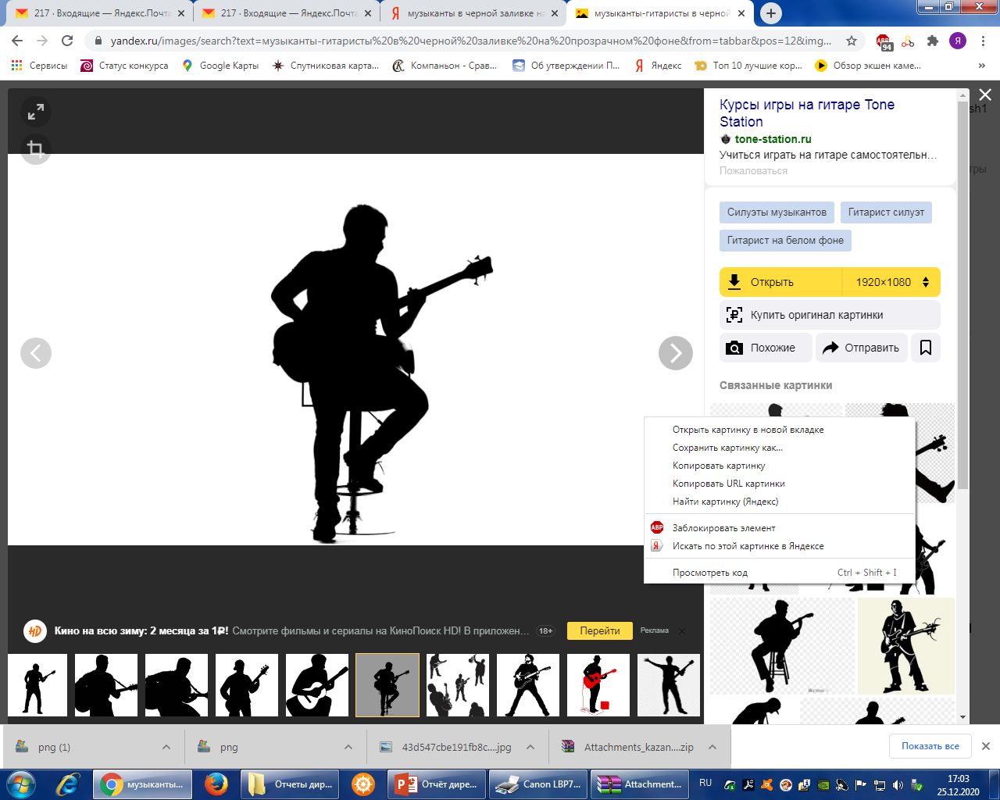 217 · Входящие — Яндекс.Почта
217 · Входящие — Яндекс.Почта
музыканты в черной заливке на
музыканты-гитаристы в черной
yandex.ru/images/search?text=музыканты-гитаристы%20в%20черной%20заливке%20на%20прозрачном%20фоне&from=tabbar&pos=12&img...
ABP
94
Я
Сервисы
Статус конкурса
Google Карты
Спутниковая карта...
Компаньон - Срав...
Об утверждении П...
Яндекс
Топ 10 лучшие кор...
Обзор экшен каме...
»
sh1
Курсы игры на гитаре Tone
Station
tone-station.ru
Учиться играть на гитаре самостоятельн...
Пожаловаться
тры
Силуэты музыкантов
Гитарист силуэт
Гитарист на белом фоне
Открыть
1920×1080
Купить оригинал картинки
Похожие
Отправить
Связанные картинки
Открыть картинку в новой вкладке
Сохранить картинку как...
Копировать картинку
Копировать URL картинки
Найти картинку (Яндекс)
ABP Заблокировать элемент
Я Искать по этой картинке в Яндексе
Просмотреть код Ctrl + Shift + I
HD Кино на всю зиму: 2 месяца за 1₽! Смотрите фильмы и сериалы на КиноПоиск HD! В приложен... 18+
Перейти
Реклама
png (1)
png
43d547cbe191fb8c....jpg
Attachments_kazan....zip
Показать все
музыканты...
Отчеты дир...
Отчёт дире...
Canon LBP7...
Attachment...
RU
17:03
25.12.2020